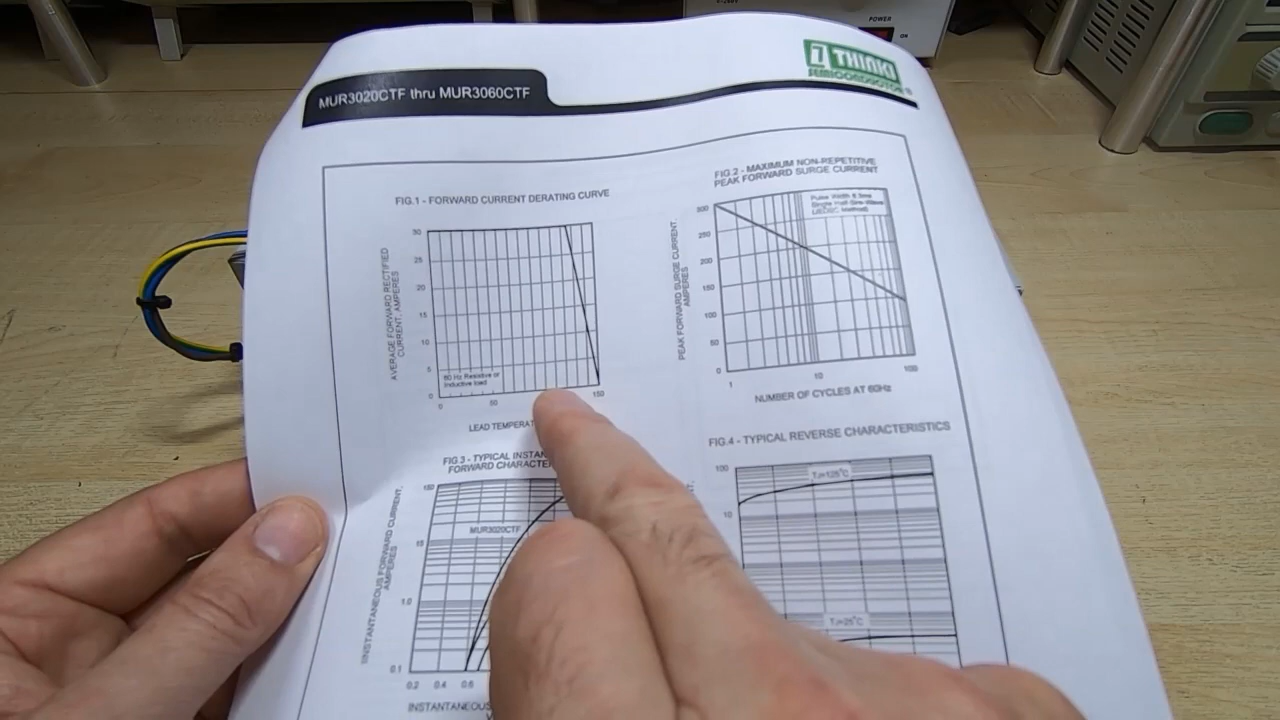 POWER
ON
THINKI
SEMICONDUCTOR ®
MUR3020CTF thru MUR3060CTF
FIG.1 - FORWARD CURRENT DERATING CURVE
AVERAGE FORWARD RECTIFIED
CURRENT, AMPERES
30
25
20
15
10
5
0
60 Hz Resistive or
Inductive load
0
50
150
LEAD TEMPERAT
FIG.2 - MAXIMUM NON-REPETITIVE
PEAK FORWARD SURGE CURRENT
PEAK FORWARD SURGE CURRENT,
AMPERES
300
250
200
150
100
50
0
Pulse Width 8.3ms
Single Half-Sine-Wave
(JEDEC Method)
1
10
100
NUMBER OF CYCLES AT 60Hz
FIG.3 - TYPICAL INSTAN
FORWARD CHARACTE
INSTANTANEOUS FORWARD CURRENT,
AMPERES
1.0
0.1
MUR3020CTF
0.2
0.4
0.6
INSTANTANEOUS
FIG.4 - TYPICAL REVERSE CHARACTERISTICS
100
10
TJ=125°C
TJ=25°C